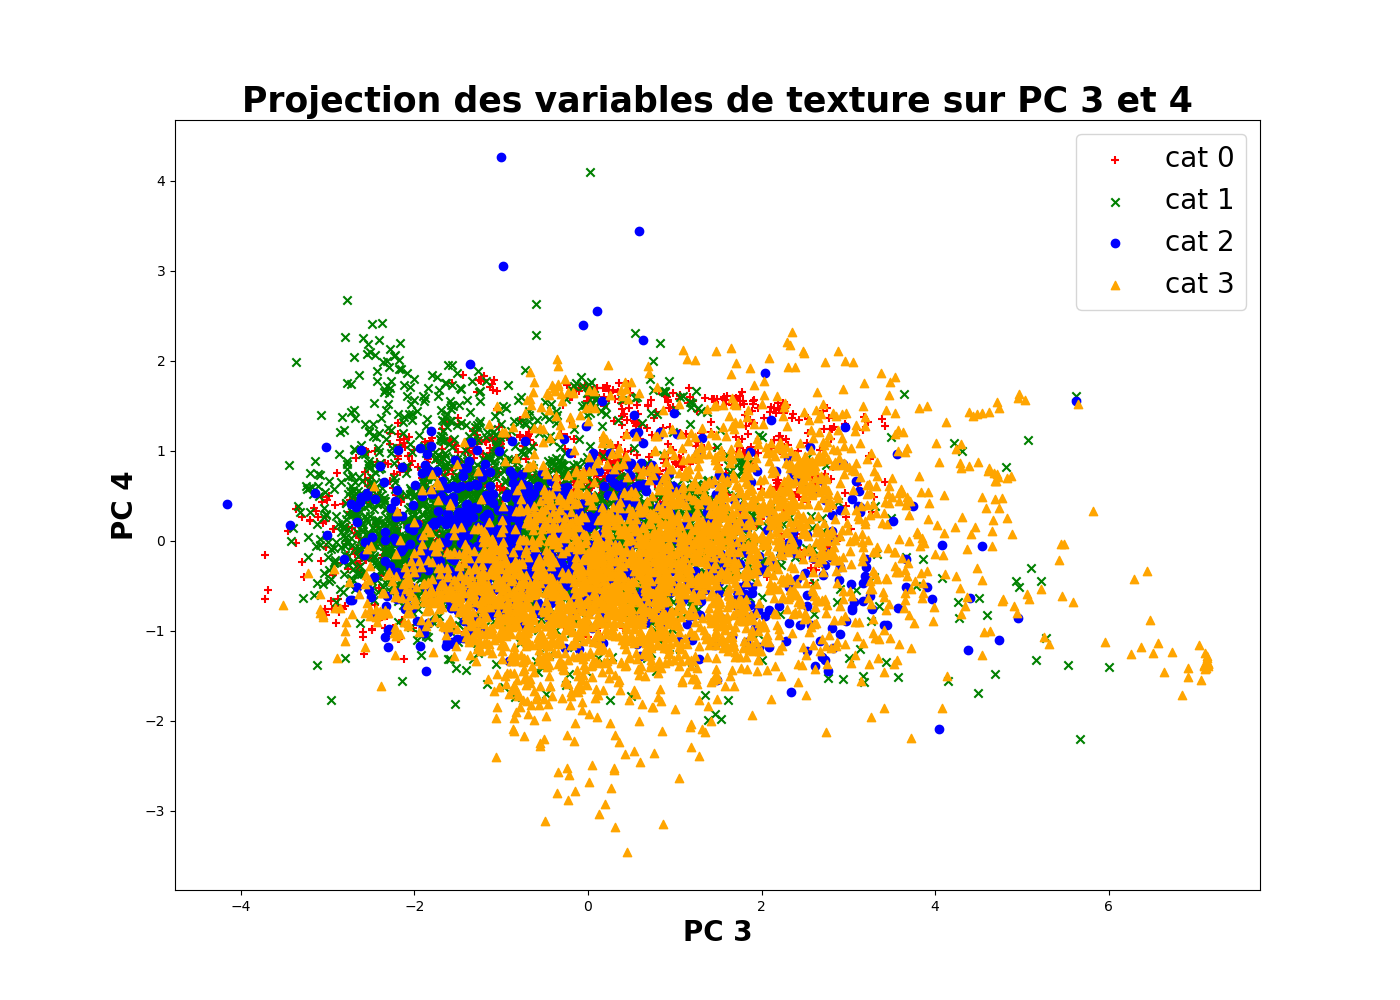 Projection des variables de texture sur PC 3 et 4
cat 0
cat 1
cat 2
cat 3
PC 4
4
3
2
1
0
−1
−2
−3
−4
−2
0
2
4
6
PC 3